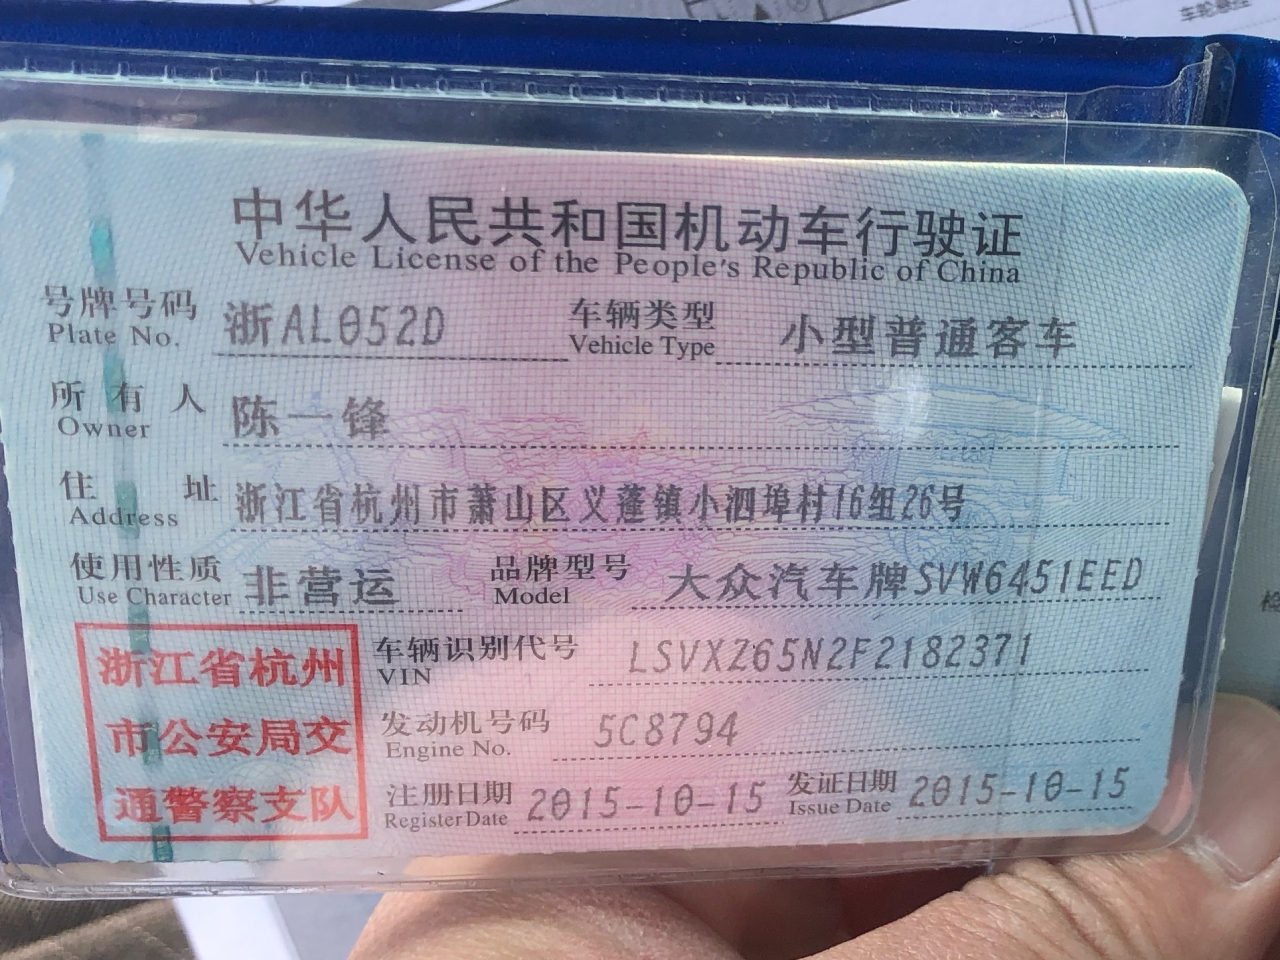 车轮悬挂
中华人民共和国机动车行驶证
Vehicle License of the People's Republic of China
号牌号码 浙AL052D 车辆类型 小型普通客车
Plate No. Vehicle Type
所有人 陈一锋
Owner
住址 浙江省杭州市萧山区义蓬镇小泗埠村16组26号
Address
使用性质 非营运 品牌型号 大众汽车牌SVW6451EED
Use Character Model
浙江省杭州
市公安局交
通警察支队
车辆识别代号 LSVXZ65N2F2182371
VIN
发动机号码 5C8794
Engine No.
注册日期 2015-10-15 发证日期 2015-10-15
Register Date Issue Date